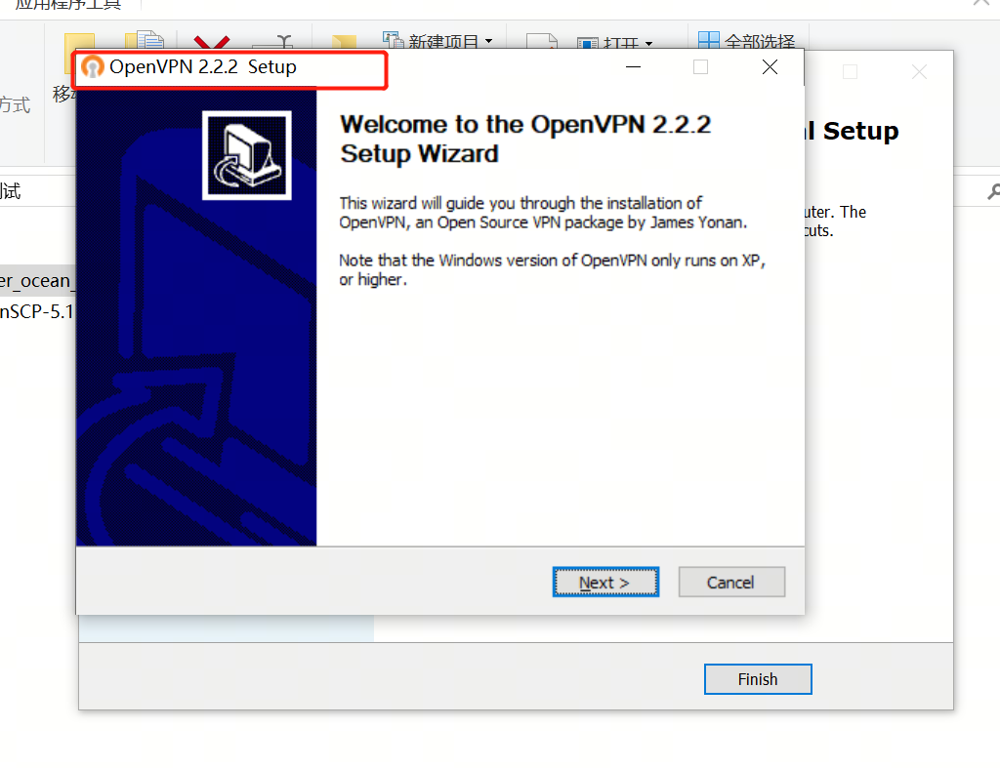 应用程序工具
新建项目
打开
全部选择
移动
方式
OpenVPN 2.2.2 Setup
Welcome to the OpenVPN 2.2.2
Setup Wizard
l Setup
试
This wizard will guide you through the installation of
OpenVPN, an Open Source VPN package by James Yonan.
uter. The
cuts.
Note that the Windows version of OpenVPN only runs on XP,
or higher.
er_ocean_
nSCP-5.1
Next >
Cancel
Finish